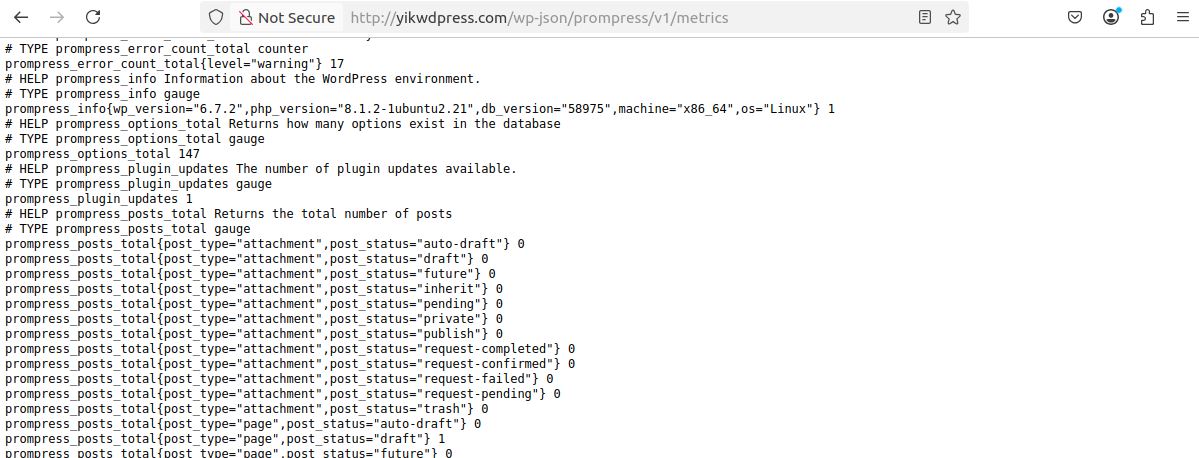 Not Secure http://yikwdpress.com/wp-json/prompress/v1/metrics
# TYPE prompress_error_count_total counter
prompress_error_count_total{level="warning"} 17
# HELP prompress_info Information about the WordPress environment.
# TYPE prompress_info gauge
prompress_info{wp_version="6.7.2",php_version="8.1.2-1ubuntu2.21",db_version="58975",machine="x86_64",os="Linux"} 1
# HELP prompress_options_total Returns how many options exist in the database
# TYPE prompress_options_total gauge
prompress_options_total 147
# HELP prompress_plugin_updates The number of plugin updates available.
# TYPE prompress_plugin_updates gauge
prompress_plugin_updates 1
# HELP prompress_posts_total Returns the total number of posts
# TYPE prompress_posts_total gauge
prompress_posts_total{post_type="attachment",post_status="auto-draft"} 0
prompress_posts_total{post_type="attachment",post_status="draft"} 0
prompress_posts_total{post_type="attachment",post_status="future"} 0
prompress_posts_total{post_type="attachment",post_status="inherit"} 0
prompress_posts_total{post_type="attachment",post_status="pending"} 0
prompress_posts_total{post_type="attachment",post_status="private"} 0
prompress_posts_total{post_type="attachment",post_status="publish"} 0
prompress_posts_total{post_type="attachment",post_status="request-completed"} 0
prompress_posts_total{post_type="attachment",post_status="request-confirmed"} 0
prompress_posts_total{post_type="attachment",post_status="request-failed"} 0
prompress_posts_total{post_type="attachment",post_status="request-pending"} 0
prompress_posts_total{post_type="attachment",post_status="trash"} 0
prompress_posts_total{post_type="page",post_status="auto-draft"} 0
prompress_posts_total{post_type="page",post_status="draft"} 1
prompress_posts_total{post_type="page",post_status="future"} 0